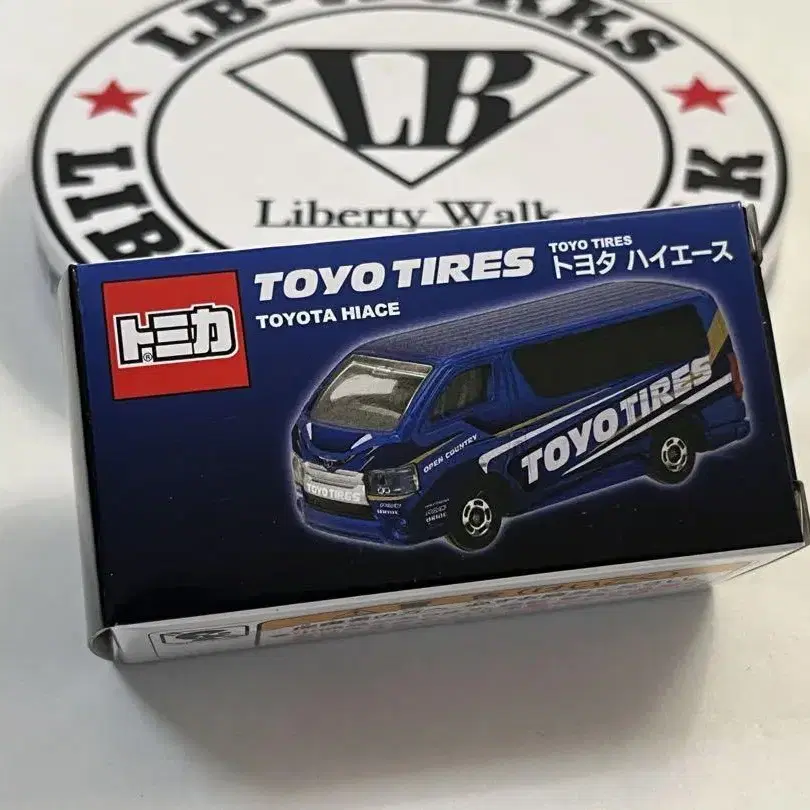 LB-WORKS
LB
Liberty Walk
トミカ
TOYO TIRES
TOYO TIRES
トヨタ ハイエース
TOYOTA HIACE
OPEN COUNTRY
TOYO TIRES
TOYO TIRES